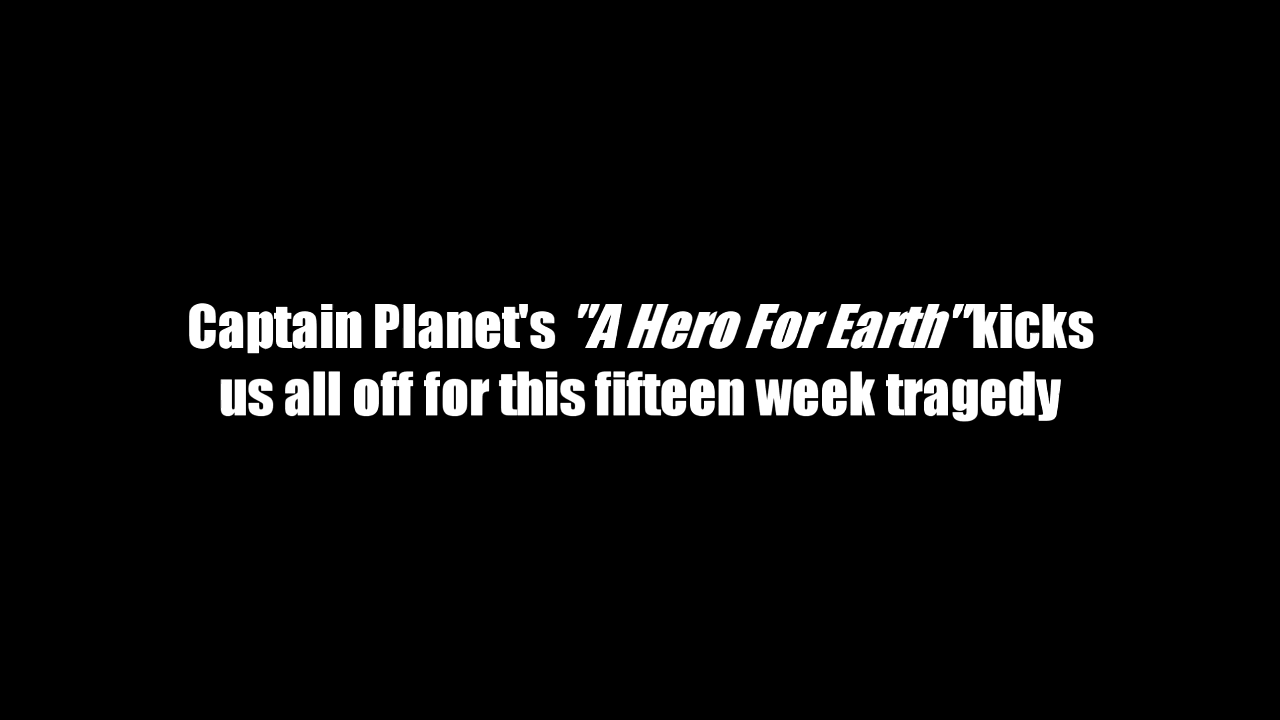 Captain Planet's "A Hero For Earth" kicks
us all off for this fifteen week tragedy